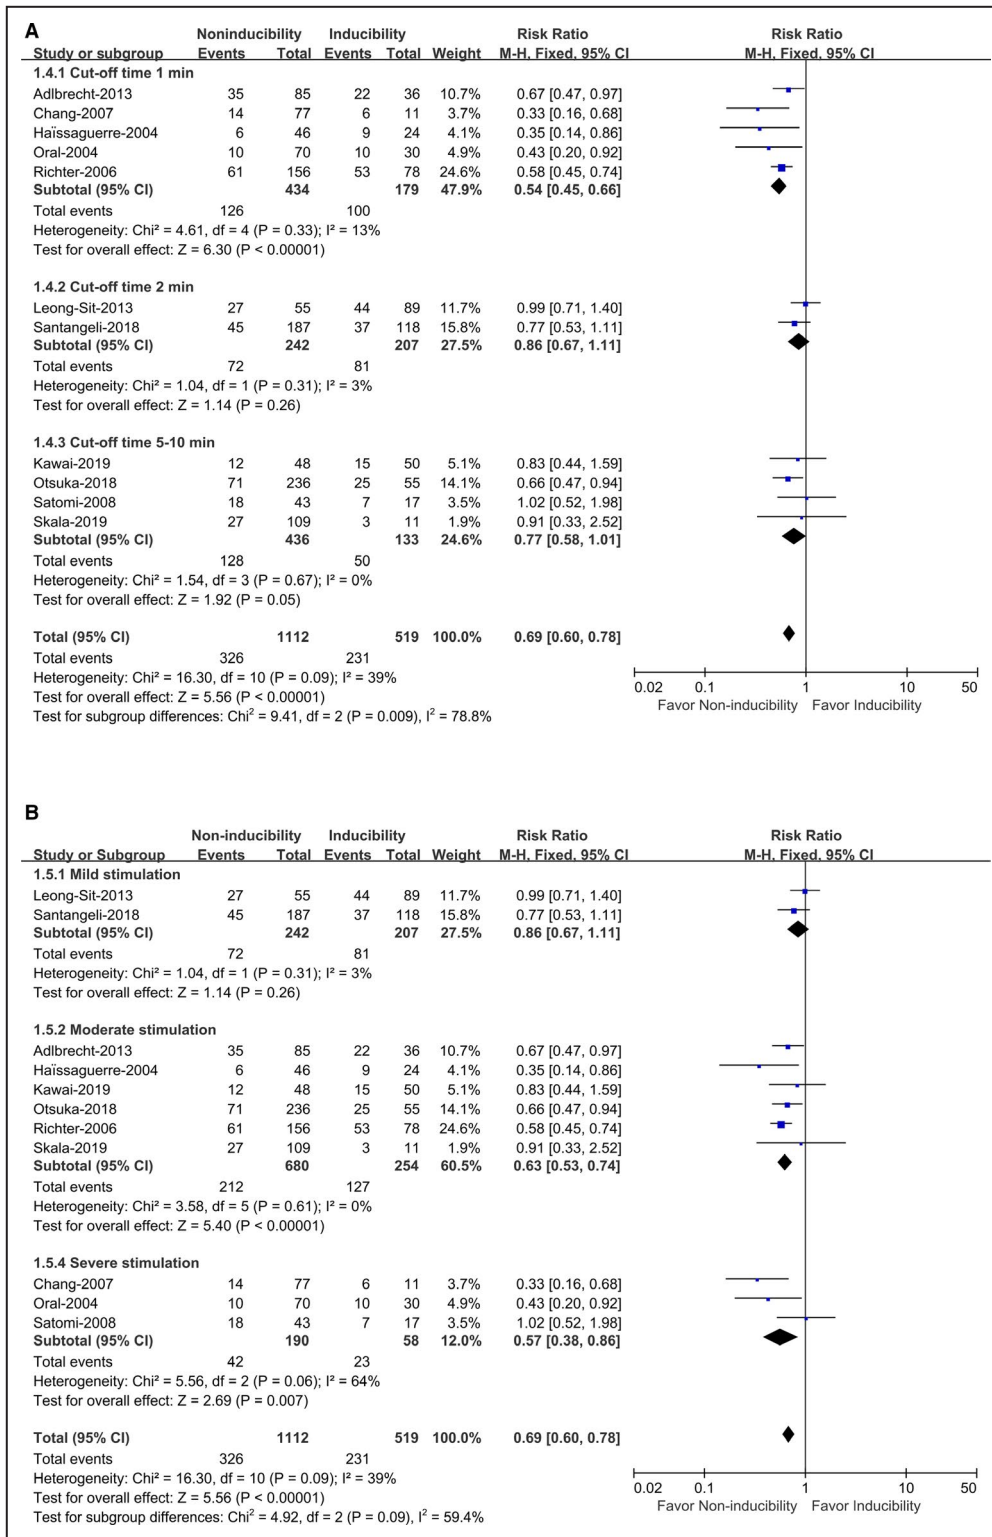 A
Noninducibility Inducibility Risk Ratio Risk Ratio
Study or subgroup Events Total Events Total Weight M-H, Fixed, 95% CI M-H, Fixed, 95% CI
1.4.1 Cut-off time 1 min
Adlbrecht-2013 35 85 22 36 10.7% 0.67 [0.47, 0.97]
Chang-2007 14 77 6 11 3.7% 0.33 [0.16, 0.68]
Haïssaguerre-2004 6 46 9 24 4.1% 0.35 [0.14, 0.86]
Oral-2004 10 70 10 30 4.9% 0.43 [0.20, 0.92]
Richter-2006 61 156 53 78 24.6% 0.58 [0.45, 0.74]
Subtotal (95% CI) 434 179 47.9% 0.54 [0.45, 0.66]
Total events 126 100
Heterogeneity: Chi² = 4.61, df = 4 (P = 0.33); I² = 13%
Test for overall effect: Z = 6.30 (P < 0.00001)
1.4.2 Cut-off time 2 min
Leong-Sit-2013 27 55 44 89 11.7% 0.99 [0.71, 1.40]
Santangeli-2018 45 187 37 118 15.8% 0.77 [0.53, 1.11]
Subtotal (95% CI) 242 207 27.5% 0.86 [0.67, 1.11]
Total events 72 81
Heterogeneity: Chi² = 1.04, df = 1 (P = 0.31); I² = 3%
Test for overall effect: Z = 1.14 (P = 0.26)
1.4.3 Cut-off time 5-10 min
Kawai-2019 12 48 15 50 5.1% 0.83 [0.44, 1.59]
Otsuka-2018 71 236 25 55 14.1% 0.66 [0.47, 0.94]
Satomi-2008 18 43 7 17 3.5% 1.02 [0.52, 1.98]
Skala-2019 27 109 3 11 1.9% 0.91 [0.33, 2.52]
Subtotal (95% CI) 436 133 24.6% 0.77 [0.58, 1.01]
Total events 128 50
Heterogeneity: Chi² = 1.54, df = 3 (P = 0.67); I² = 0%
Test for overall effect: Z = 1.92 (P = 0.05)
Total (95% CI) 1112 519 100.0% 0.69 [0.60, 0.78]
Total events 326 231
Heterogeneity: Chi² = 16.30, df = 10 (P = 0.09); I² = 39%
Test for overall effect: Z = 5.56 (P < 0.00001)
Test for subgroup differences: Chi² = 9.41, df = 2 (P = 0.009), I² = 78.8%
0.02 0.1 1 10 50
Favor Non-inducibility Favor Inducibility
B
Non-inducibility Inducibility Risk Ratio Risk Ratio
Study or Subgroup Events Total Events Total Weight M-H, Fixed, 95% CI M-H, Fixed, 95% CI
1.5.1 Mild stimulation
Leong-Sit-2013 27 55 44 89 11.7% 0.99 [0.71, 1.40]
Santangeli-2018 45 187 37 118 15.8% 0.77 [0.53, 1.11]
Subtotal (95% CI) 242 207 27.5% 0.86 [0.67, 1.11]
Total events 72 81
Heterogeneity: Chi² = 1.04, df = 1 (P = 0.31); I² = 3%
Test for overall effect: Z = 1.14 (P = 0.26)
1.5.2 Moderate stimulation
Adlbrecht-2013 35 85 22 36 10.7% 0.67 [0.47, 0.97]
Haïssaguerre-2004 6 46 9 24 4.1% 0.35 [0.14, 0.86]
Kawai-2019 12 48 15 50 5.1% 0.83 [0.44, 1.59]
Otsuka-2018 71 236 25 55 14.1% 0.66 [0.47, 0.94]
Richter-2006 61 156 53 78 24.6% 0.58 [0.45, 0.74]
Skala-2019 27 109 3 11 1.9% 0.91 [0.33, 2.52]
Subtotal (95% CI) 680 254 60.5% 0.63 [0.53, 0.74]
Total events 212 127
Heterogeneity: Chi² = 3.58, df = 5 (P = 0.61); I² = 0%
Test for overall effect: Z = 5.40 (P < 0.00001)
1.5.4 Severe stimulation
Chang-2007 14 77 6 11 3.7% 0.33 [0.16, 0.68]
Oral-2004 10 70 10 30 4.9% 0.43 [0.20, 0.92]
Satomi-2008 18 43 7 17 3.5% 1.02 [0.52, 1.98]
Subtotal (95% CI) 190 58 12.0% 0.57 [0.38, 0.86]
Total events 42 23
Heterogeneity: Chi² = 5.56, df = 2 (P = 0.06); I² = 64%
Test for overall effect: Z = 2.69 (P = 0.007)
Total (95% CI) 1112 519 100.0% 0.69 [0.60, 0.78]
Total events 326 231
Heterogeneity: Chi² = 16.30, df = 10 (P = 0.09); I² = 39%
Test for overall effect: Z = 5.56 (P < 0.00001)
Test for subgroup differences: Chi² = 4.92, df = 2 (P = 0.09), I² = 59.4%
0.02 0.1 1 10 50
Favor Non-inducibility Favor Inducibility